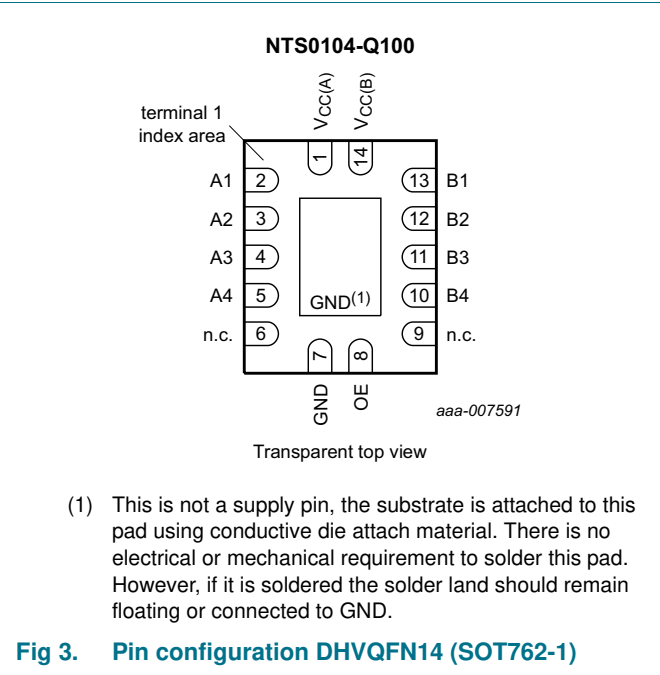 NTS0104-Q100
VCC(A)
VCC(B)
terminal 1
index area
1
14
A1 2 13 B1
A2 3 12 B2
A3 4 11 B3
A4 5 GND(1) 10 B4
n.c. 6 9 n.c.
7
8
GND
OE
aaa-007591
Transparent top view
(1) This is not a supply pin, the substrate is attached to this
pad using conductive die attach material. There is no
electrical or mechanical requirement to solder this pad.
However, if it is soldered the solder land should remain
floating or connected to GND.
Fig 3. Pin configuration DHVQFN14 (SOT762-1)